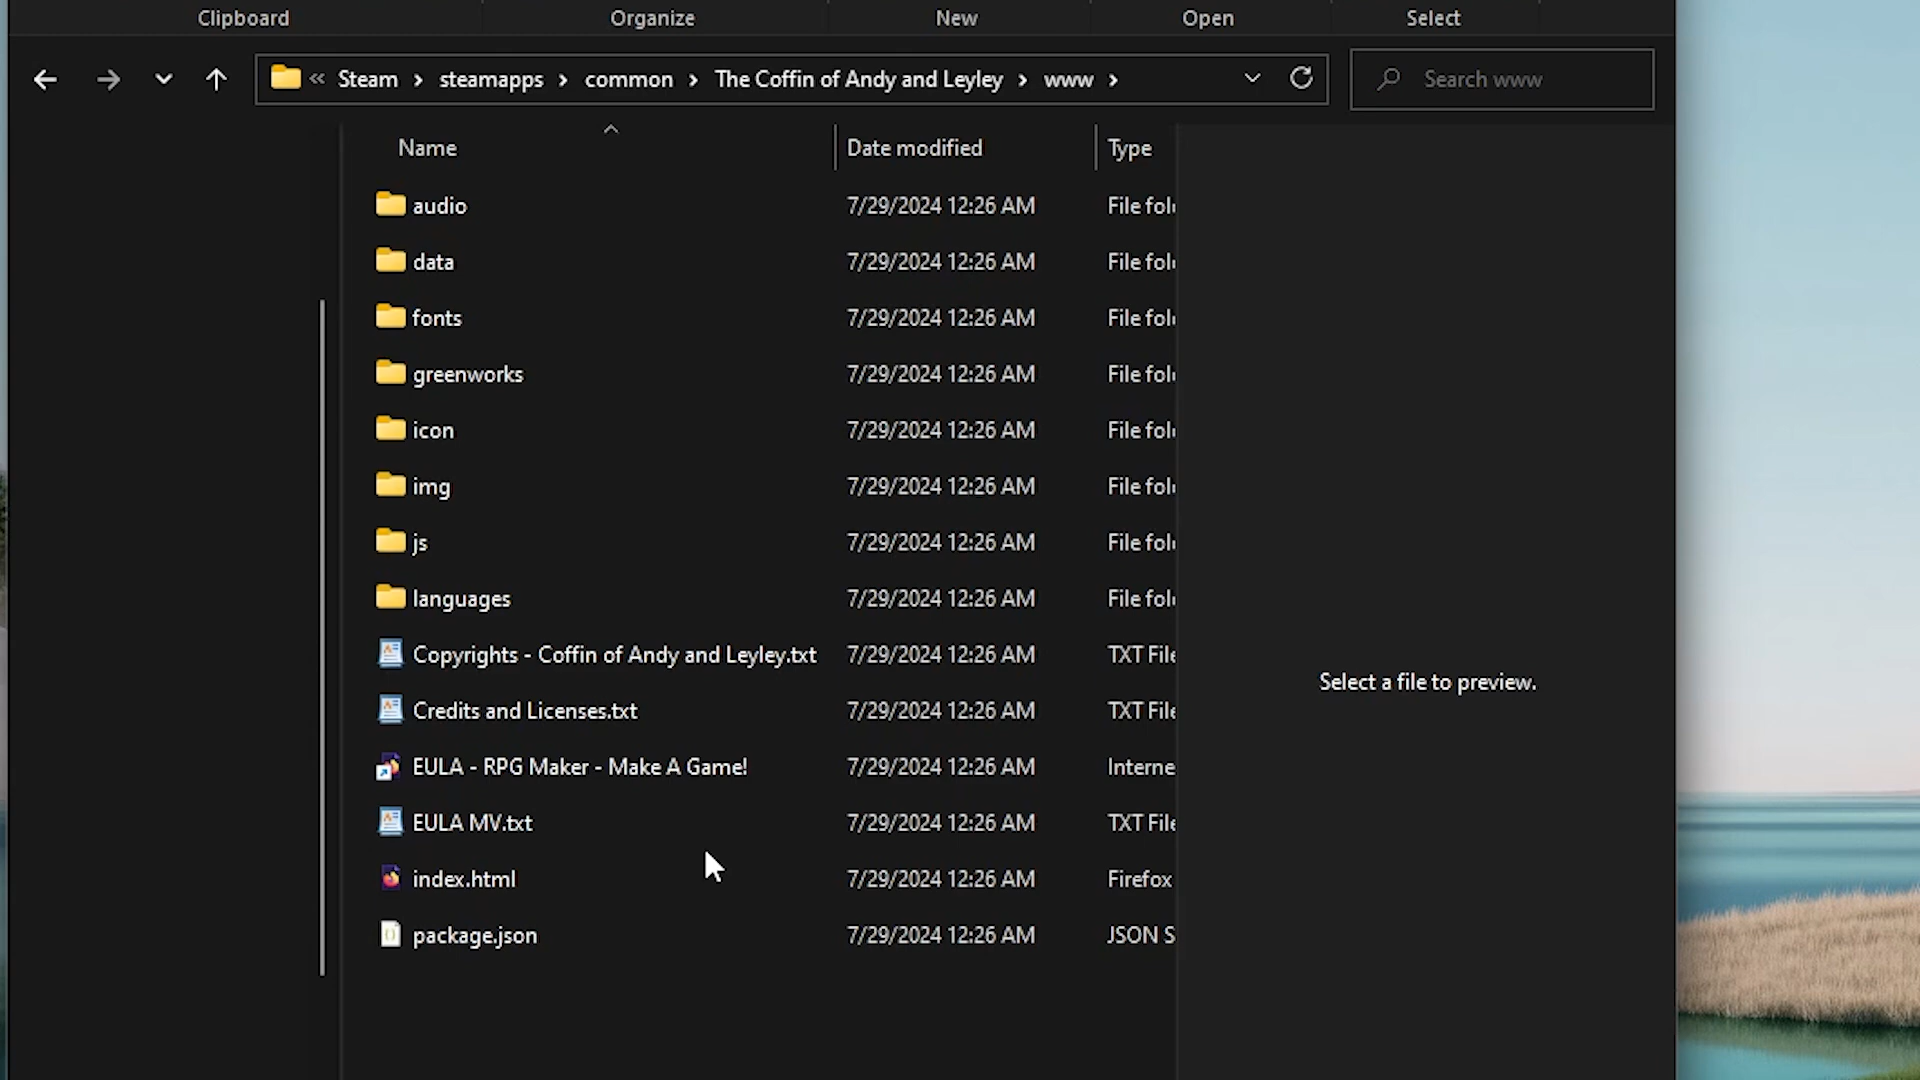 Clipboard Organize New Open Select
« Steam > steamapps > common > The Coffin of Andy and Leyley > www > Search www
Name Date modified Type
audio 7/29/2024 12:26 AM File fol
data 7/29/2024 12:26 AM File fol
fonts 7/29/2024 12:26 AM File fol
greenworks 7/29/2024 12:26 AM File fol
icon 7/29/2024 12:26 AM File fol
img 7/29/2024 12:26 AM File fol
js 7/29/2024 12:26 AM File fol
languages 7/29/2024 12:26 AM File fol
Copyrights - Coffin of Andy and Leyley.txt 7/29/2024 12:26 AM TXT File
Select a file to preview.
Credits and Licenses.txt 7/29/2024 12:26 AM TXT File
EULA - RPG Maker - Make A Game! 7/29/2024 12:26 AM Interne
EULA MV.txt 7/29/2024 12:26 AM TXT File
index.html 7/29/2024 12:26 AM Firefox
package.json 7/29/2024 12:26 AM JSON S